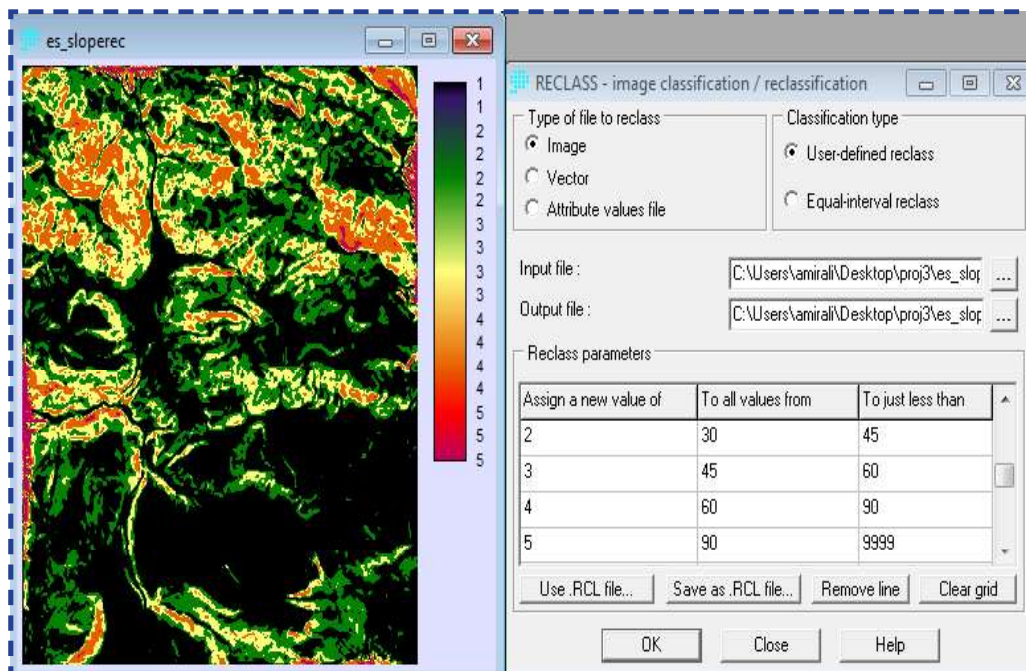 es_sloperec
1
1
2
2
2
3
3
3
3
4
4
4
5
5
5
RECLASS - image classification / reclassification
Type of file to reclass
Image
Vector
Attribute values file
Classification type
User-defined reclass
Equal-interval reclass
Input file :
C:\Users\amirali\Desktop\proj3\es_slop
...
Output file :
C:\Users\amirali\Desktop\proj3\es_slop
...
Reclass parameters
Assign a new value of To all values from To just less than
2 30 45
3 45 60
4 60 90
5 90 9999
Use .RCL file... Save as .RCL file... Remove line Clear grid
OK Close Help